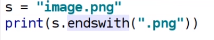 s = "image.png"
print(s.endswith(".png"))